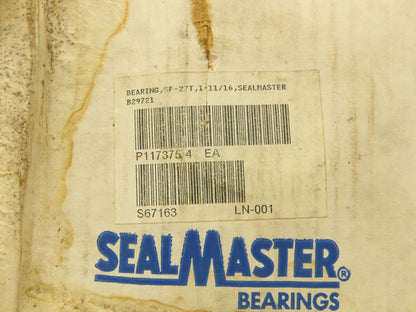 BEARING,SF-27T,1-11/16,SEALMASTER
B29721
P117375 4 EA
S67163 LN-001
SEALMASTER®
BEARINGS